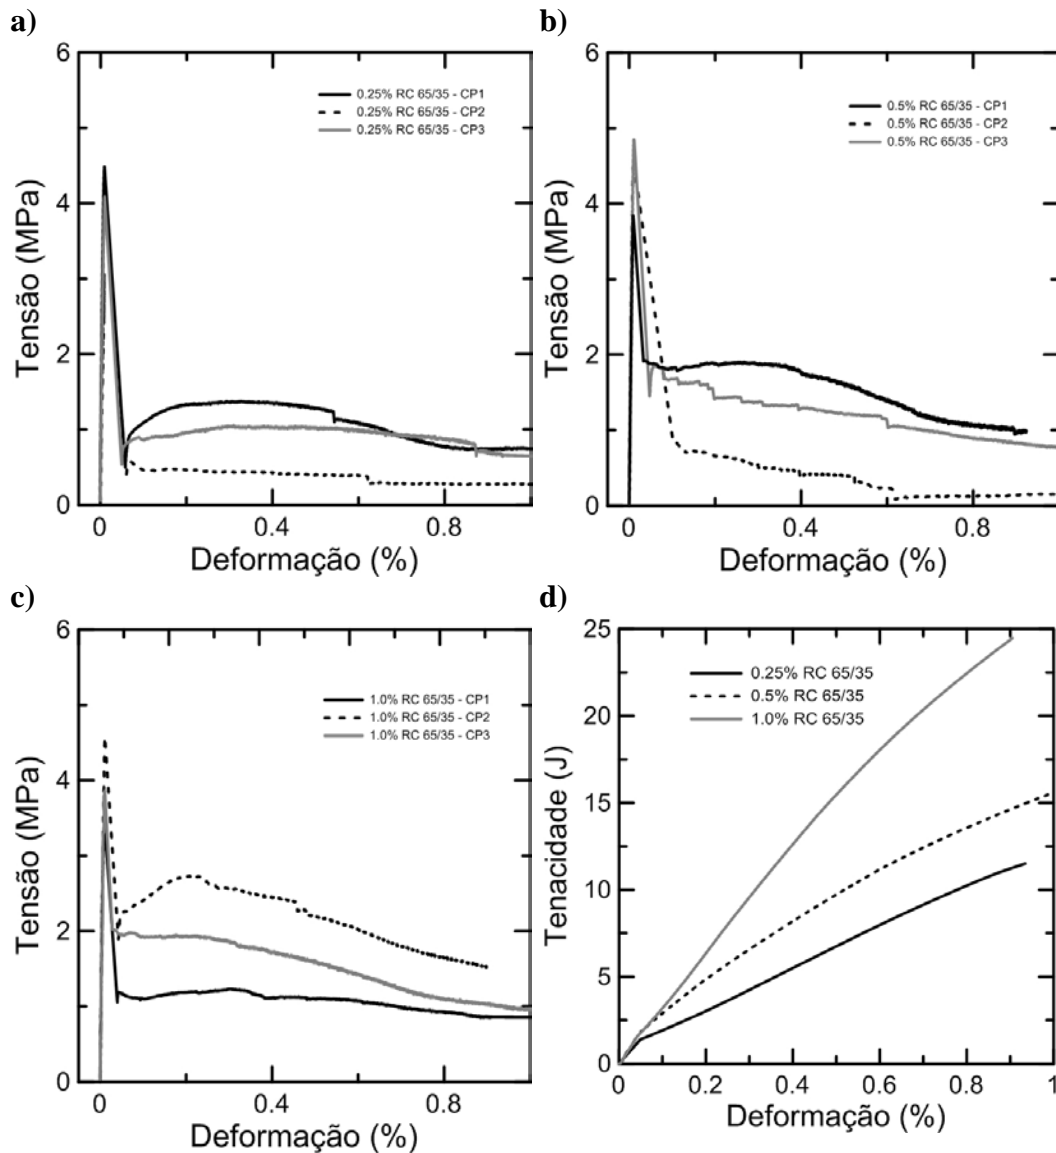 a)
6
4
2
0
Tensão (MPa)
0.25% RC 65/35 - CP1
0.25% RC 65/35 - CP2
0.25% RC 65/35 - CP3
0
0.4
0.8
Deformação (%)
b)
6
4
2
0
Tensão (MPa)
0.5% RC 65/35 - CP1
0.5% RC 65/35 - CP2
0.5% RC 65/35 - CP3
0
0.4
0.8
Deformação (%)
c)
6
4
2
0
Tensão (MPa)
1.0% RC 65/35 - CP1
1.0% RC 65/35 - CP2
1.0% RC 65/35 - CP3
0
0.4
0.8
Deformação (%)
d)
25
20
15
10
5
0
Tenacidade (J)
0.25% RC 65/35
0.5% RC 65/35
1.0% RC 65/35
0
0.2
0.4
0.6
0.8
1
Deformação (%)